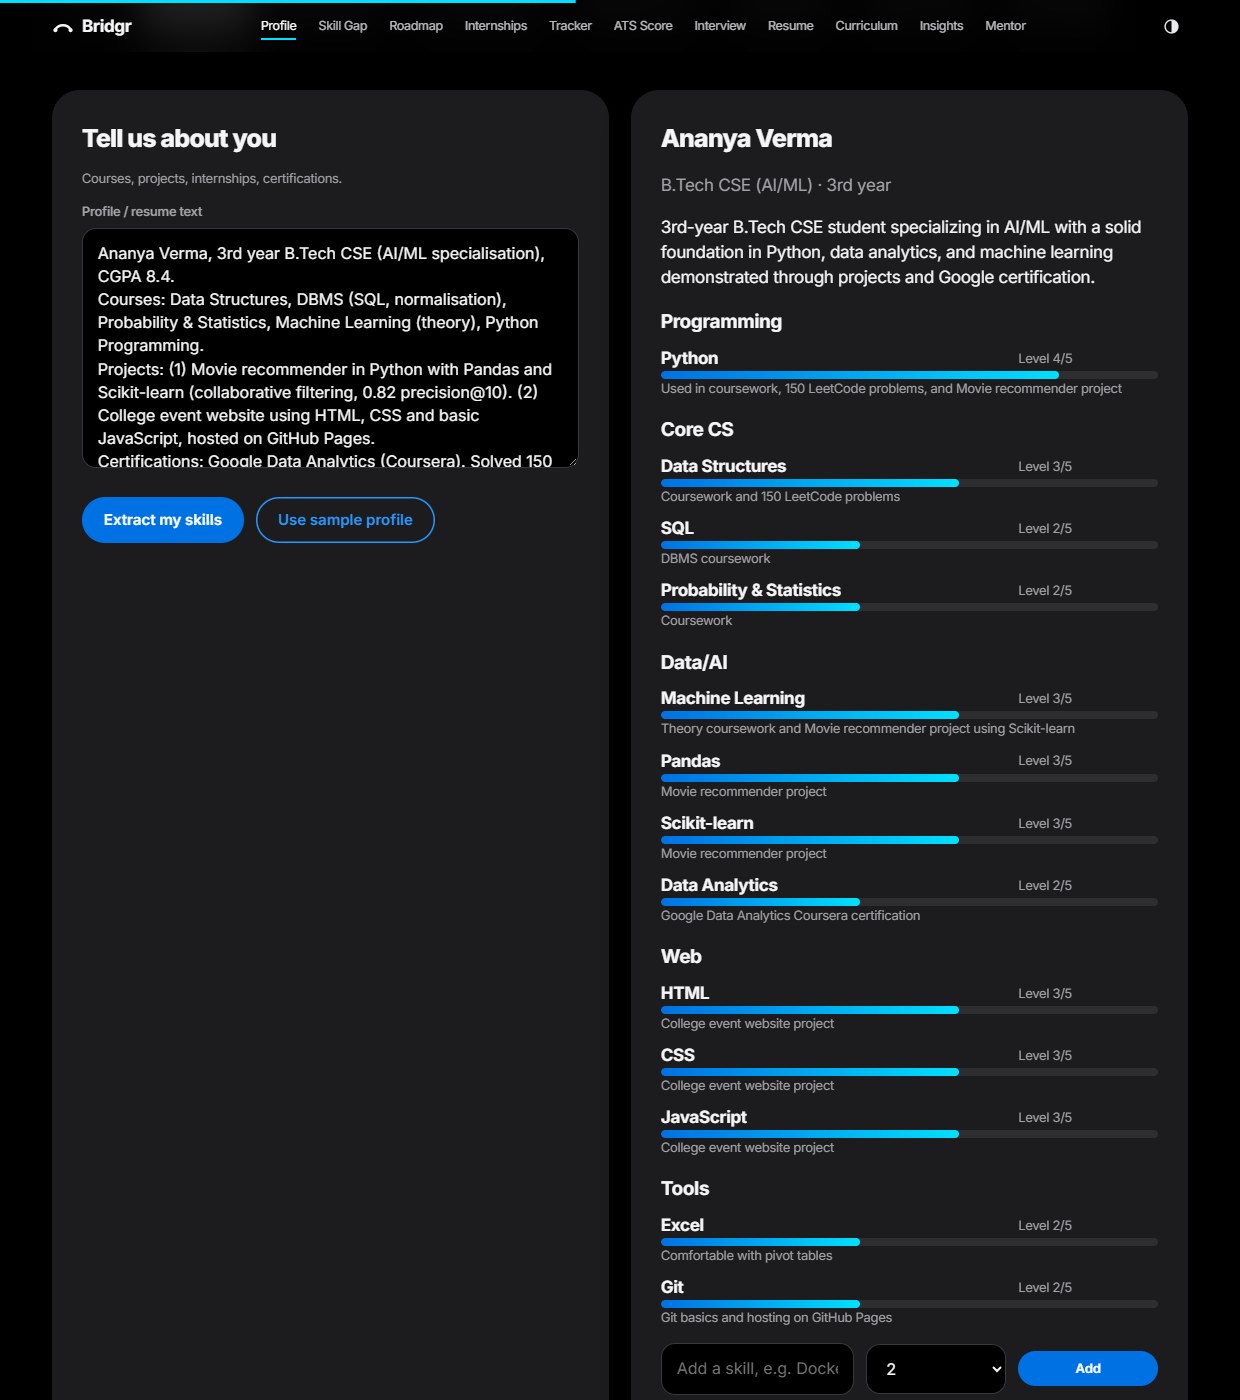 Bridgr
Profile
Skill Gap
Roadmap
Internships
Tracker
ATS Score
Interview
Resume
Curriculum
Insights
Mentor
Tell us about you
Courses, projects, internships, certifications.
Profile / resume text
Ananya Verma, 3rd year B.Tech CSE (AI/ML specialisation),
CGPA 8.4.
Courses: Data Structures, DBMS (SQL, normalisation),
Probability & Statistics, Machine Learning (theory), Python
Programming.
Projects: (1) Movie recommender in Python with Pandas and
Scikit-learn (collaborative filtering, 0.82 precision@10). (2)
College event website using HTML, CSS and basic
JavaScript, hosted on GitHub Pages.
Certifications: Google Data Analytics (Coursera). Solved 150
Extract my skills
Use sample profile
Ananya Verma
B.Tech CSE (AI/ML) · 3rd year
3rd-year B.Tech CSE student specializing in AI/ML with a solid
foundation in Python, data analytics, and machine learning
demonstrated through projects and Google certification.
Programming
Python Level 4/5
Used in coursework, 150 LeetCode problems, and Movie recommender project
Core CS
Data Structures Level 3/5
Coursework and 150 LeetCode problems
SQL Level 2/5
DBMS coursework
Probability & Statistics Level 2/5
Coursework
Data/AI
Machine Learning Level 3/5
Theory coursework and Movie recommender project using Scikit-learn
Pandas Level 3/5
Movie recommender project
Scikit-learn Level 3/5
Movie recommender project
Data Analytics Level 2/5
Google Data Analytics Coursera certification
Web
HTML Level 3/5
College event website project
CSS Level 3/5
College event website project
JavaScript Level 3/5
College event website project
Tools
Excel Level 2/5
Comfortable with pivot tables
Git Level 2/5
Git basics and hosting on GitHub Pages
Add a skill, e.g. Docke
2
Add